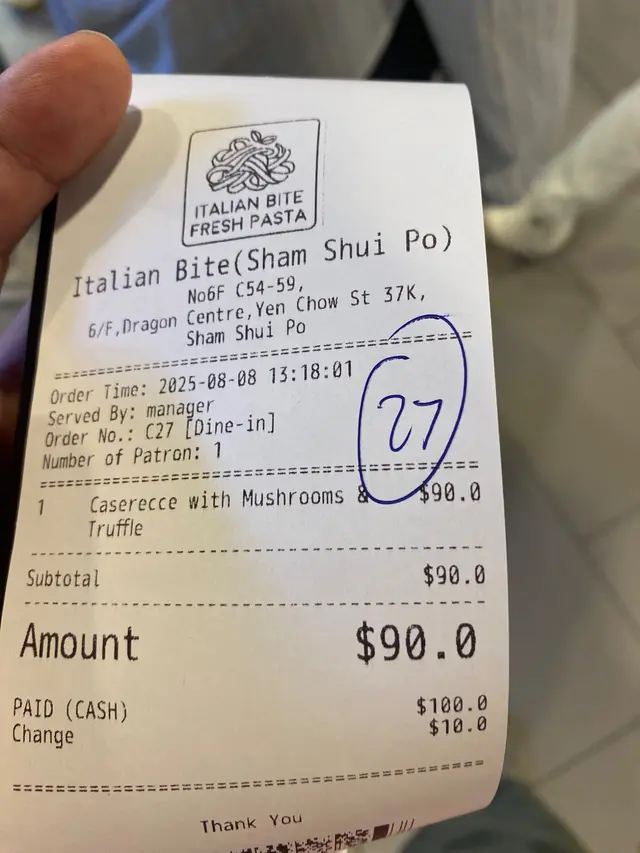 ITALIAN BITE
FRESH PASTA
Italian Bite(Sham Shui Po)
No6F C54-59,
6/F,Dragon Centre,Yen Chow St 37K,
Sham Shui Po
Order Time: 2025-08-08 13:18:01
Served By: manager
Order No.: C27 [Dine-in]
Number of Patron: 1
27
1 Caserecce with Mushrooms & $90.0
Truffle
Subtotal $90.0
Amount $90.0
PAID (CASH) $100.0
Change $10.0
Thank You